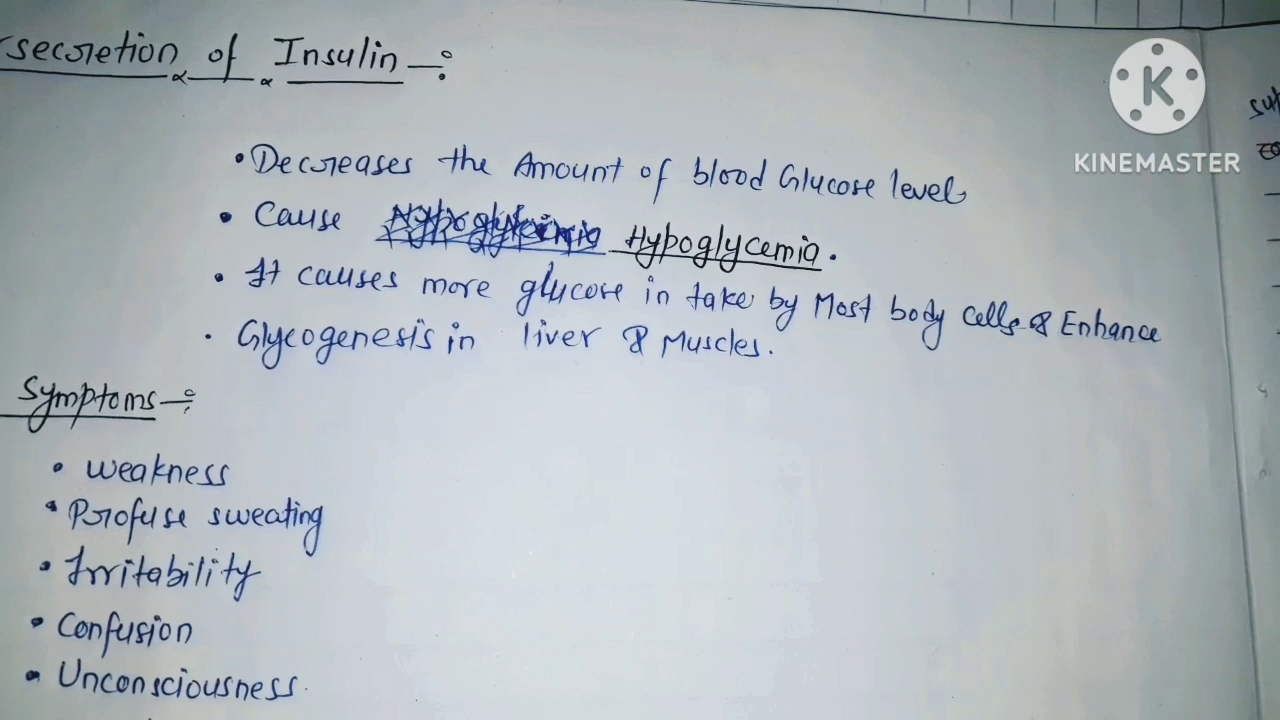 rsecretion of Insulin -:
K
KINEMASTER
• Decreases the Amount of blood Glucose level
• Cause Hypoglycemia.
• It causes more glucose in take by Most body Cells & Enhance
• Glycogenesis in liver & Muscles.
Symptoms -:
• Weakness
• Profuse sweating
• Irritability
• Confusion
• Unconsciousness.